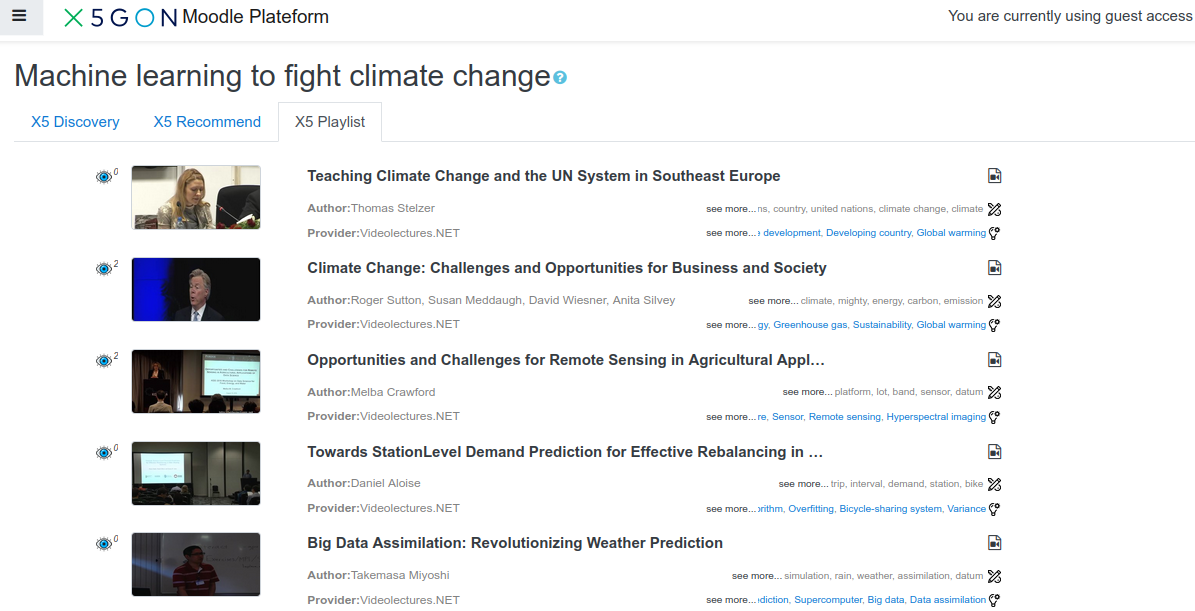 X5GON Moodle Plateform
You are currently using guest access
Machine learning to fight climate change
X5 Discovery X5 Recommend X5 Playlist
0
Teaching Climate Change and the UN System in Southeast Europe
Author:Thomas Stelzer
see more... ns, country, united nations, climate change, climate
Provider:Videolectures.NET
see more... development, Developing country, Global warming
2
Climate Change: Challenges and Opportunities for Business and Society
Author:Roger Sutton, Susan Meddaugh, David Wiesner, Anita Silvey
see more... climate, mighty, energy, carbon, emission
Provider:Videolectures.NET
see more... gy, Greenhouse gas, Sustainability, Global warming
2
Opportunities and Challenges for Remote Sensing in Agricultural Appl…
Author:Melba Crawford
see more... platform, lot, band, sensor, datum
Provider:Videolectures.NET
see more... re, Sensor, Remote sensing, Hyperspectral imaging
0
Towards StationLevel Demand Prediction for Effective Rebalancing in …
Author:Daniel Aloise
see more... trip, interval, demand, station, bike
Provider:Videolectures.NET
see more... rithm, Overfitting, Bicycle-sharing system, Variance
0
Big Data Assimilation: Revolutionizing Weather Prediction
Author:Takemasa Miyoshi
see more... simulation, rain, weather, assimilation, datum
Provider:Videolectures.NET
see more... diction, Supercomputer, Big data, Data assimilation